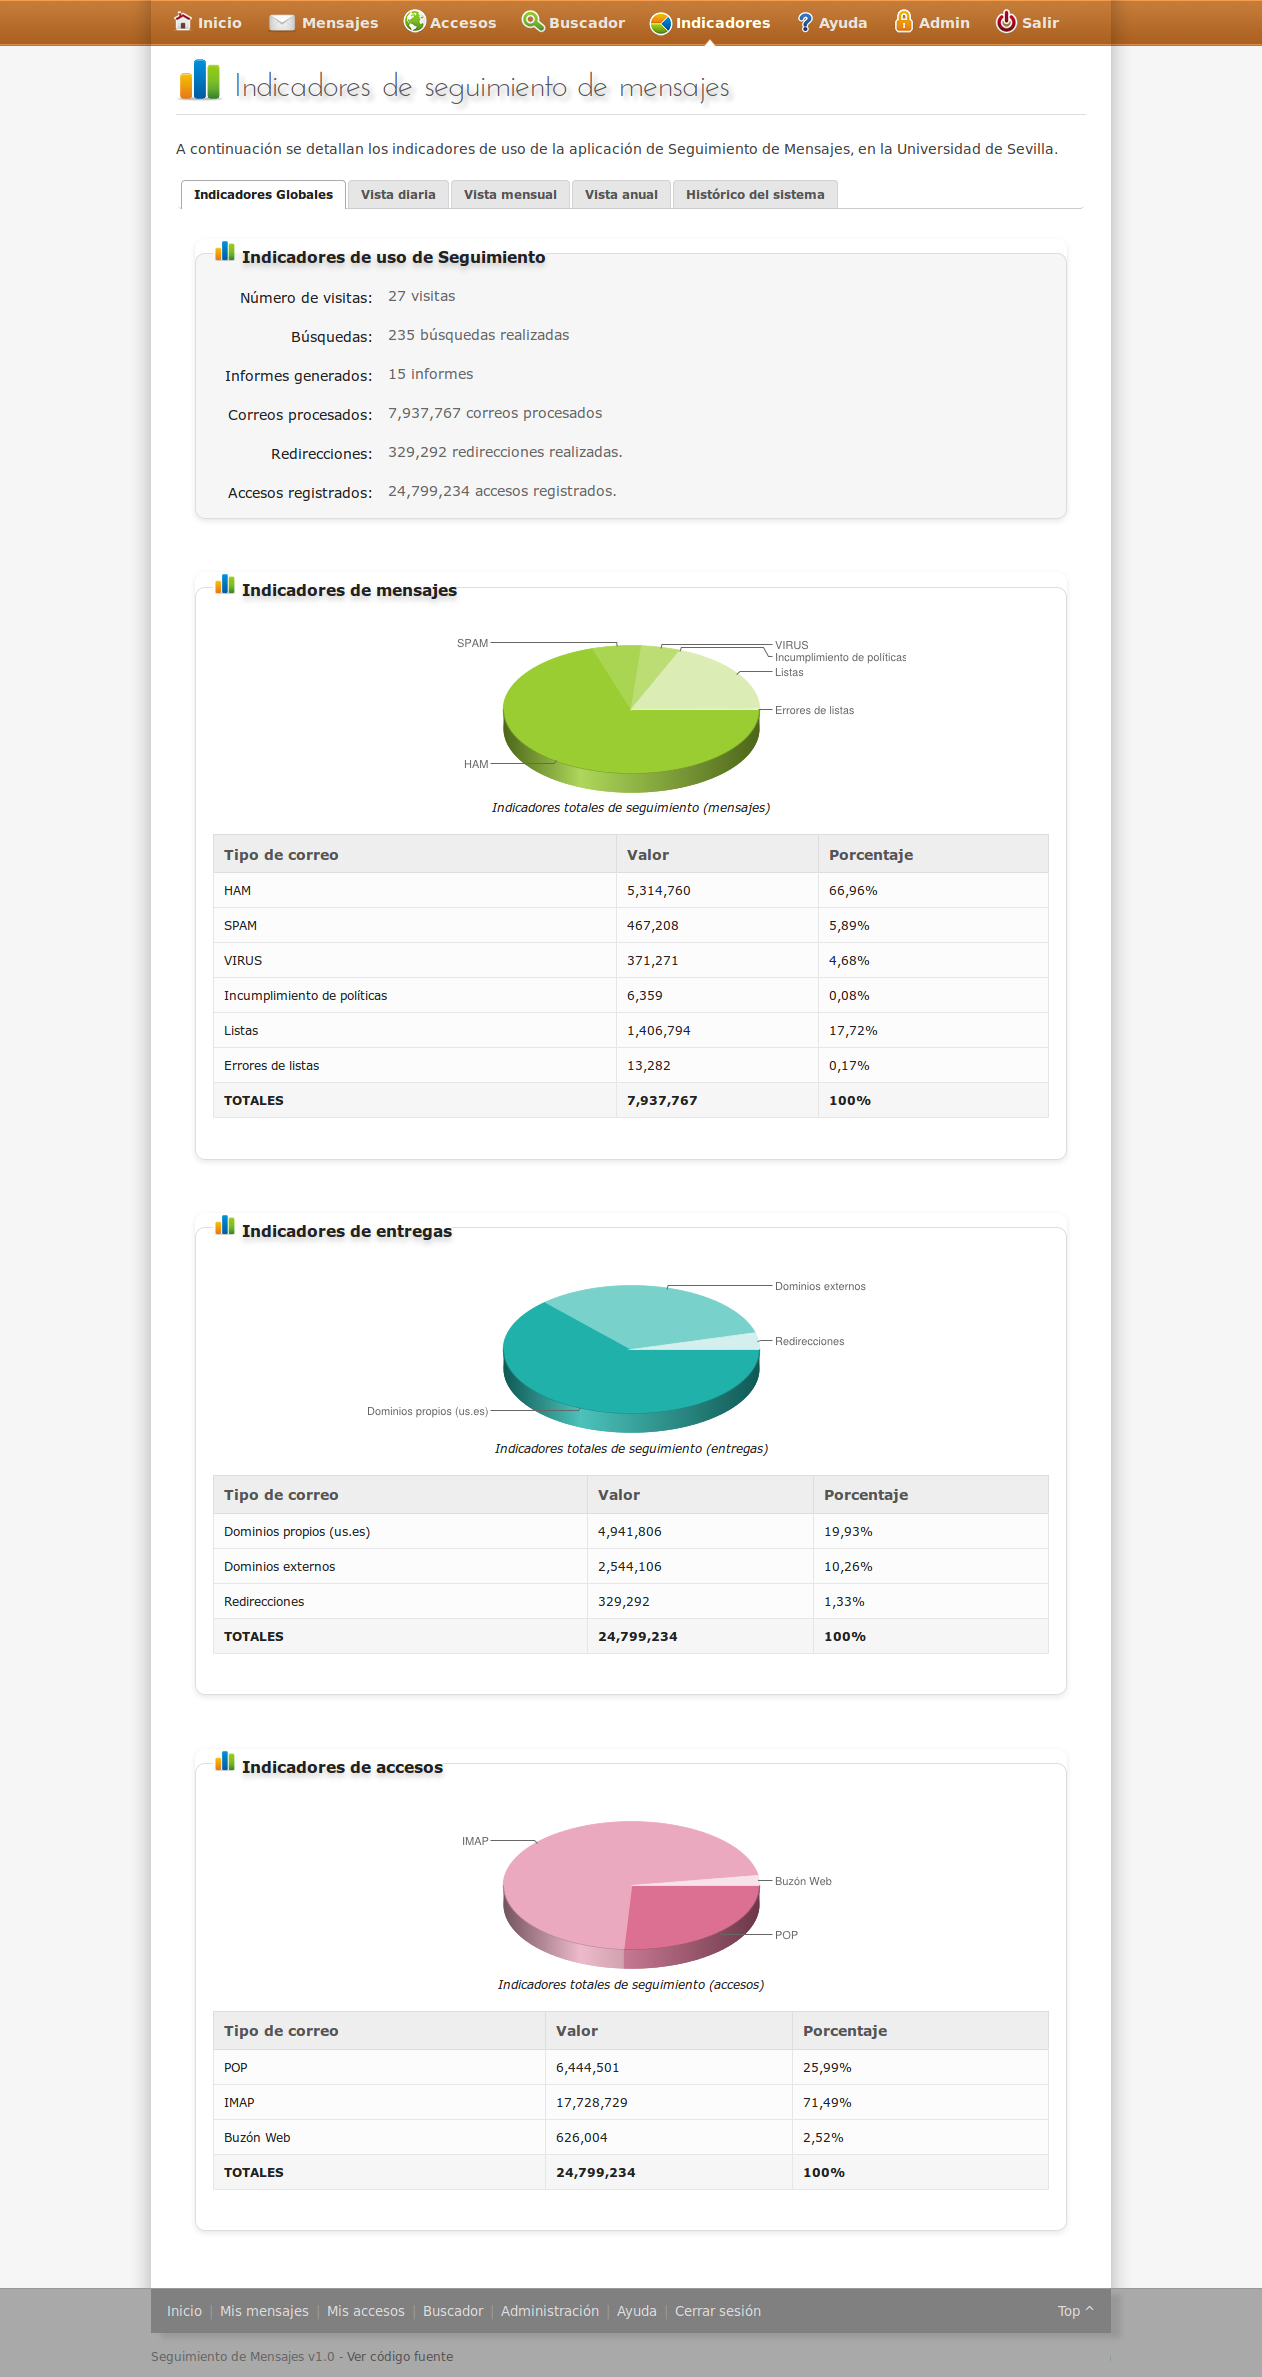 Inicio Mensajes Accesos Buscador Indicadores Ayuda Admin Salir
Indicadores de seguimiento de mensajes
A continuación se detallan los indicadores de uso de la aplicación de Seguimiento de Mensajes, en la Universidad de Sevilla.
Indicadores Globales Vista diaria Vista mensual Vista anual Histórico del sistema
Indicadores de uso de Seguimiento
Número de visitas: 27 visitas
Búsquedas: 235 búsquedas realizadas
Informes generados: 15 informes
Correos procesados: 7,937,767 correos procesados
Redirecciones: 329,292 redirecciones realizadas.
Accesos registrados: 24,799,234 accesos registrados.
Indicadores de mensajes
SPAM
VIRUS
Incumplimiento de políticas
Listas
Errores de listas
HAM
Indicadores totales de seguimiento (mensajes)
Tipo de correo Valor Porcentaje
HAM 5,314,760 66,96%
SPAM 467,208 5,89%
VIRUS 371,271 4,68%
Incumplimiento de políticas 6,359 0,08%
Listas 1,406,794 17,72%
Errores de listas 13,282 0,17%
TOTALES 7,937,767 100%
Indicadores de entregas
Dominios externos
Redirecciones
Dominios propios (us.es)
Indicadores totales de seguimiento (entregas)
Tipo de correo Valor Porcentaje
Dominios propios (us.es) 4,941,806 19,93%
Dominios externos 2,544,106 10,26%
Redirecciones 329,292 1,33%
TOTALES 24,799,234 100%
Indicadores de accesos
IMAP
Buzón Web
POP
Indicadores totales de seguimiento (accesos)
Tipo de correo Valor Porcentaje
POP 6,444,501 25,99%
IMAP 17,728,729 71,49%
Buzón Web 626,004 2,52%
TOTALES 24,799,234 100%
Inicio | Mis mensajes | Mis accesos | Buscador | Administración | Ayuda | Cerrar sesión Top ^
Seguimiento de Mensajes v1.0 - Ver código fuente